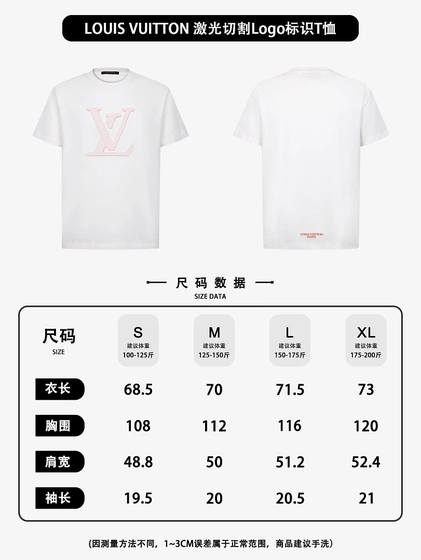 LOUIS VUITTON 激光切割Logo标识T恤
LV
尺码数据
SIZE DATA
尺码 S M L XL
SIZE 建议体重 建议体重 建议体重 建议体重
100-125斤 125-150斤 150-175斤 175-200斤
衣长 68.5 70 71.5 73
胸围 108 112 116 120
肩宽 48.8 50 51.2 52.4
袖长 19.5 20 20.5 21
(因测量方法不同，1~3CM误差属于正常范围，商品建议手洗)